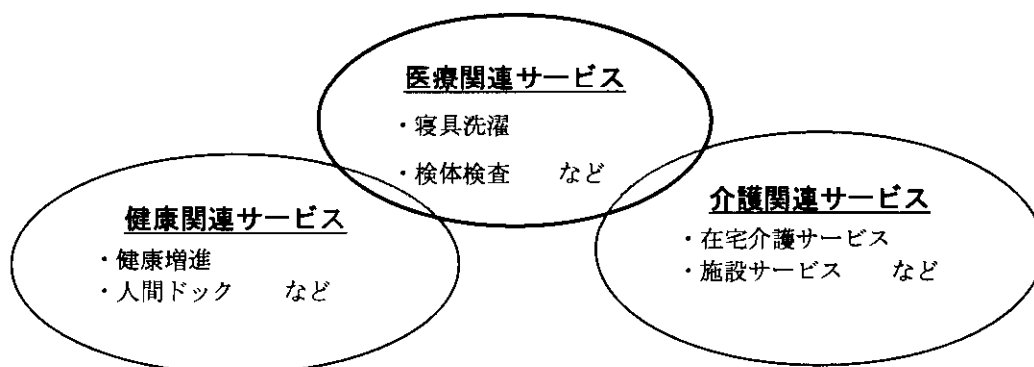 医療関連サービス
・寝具洗濯
・検体検査　　など
健康関連サービス
・健康増進
・人間ドック　　など
介護関連サービス
・在宅介護サービス
・施設サービス　　など